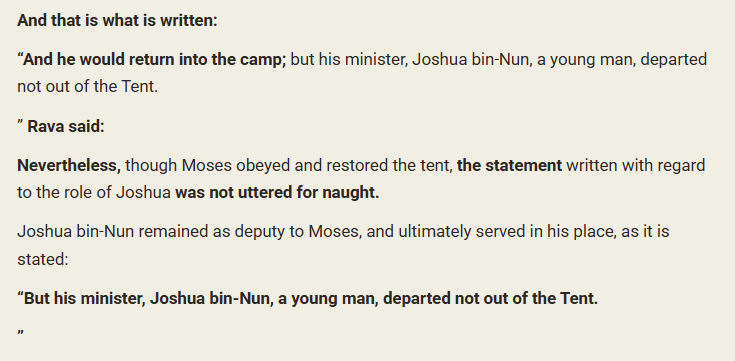 And that is what is written:
“And he would return into the camp; but his minister, Joshua bin-Nun, a young man, departed
not out of the Tent.
” Rava said:
Nevertheless, though Moses obeyed and restored the tent, the statement written with regard
to the role of Joshua was not uttered for naught.
Joshua bin-Nun remained as deputy to Moses, and ultimately served in his place, as it is
stated:
“But his minister, Joshua bin-Nun, a young man, departed not out of the Tent.
”